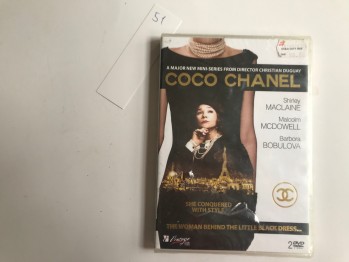 51
A MAJOR NEW MINI SERIES FROM DIRECTOR CHRISTIAN DUGUAY
COCO CHANEL
Shirley
MACLAINE
Malcolm
MCDOWELL
Barbora
BOBULOVA
SHE CONQUERED
WITH STYLE
THE WOMAN BEHIND THE LITTLE BLACK DRESS...
2 DVD